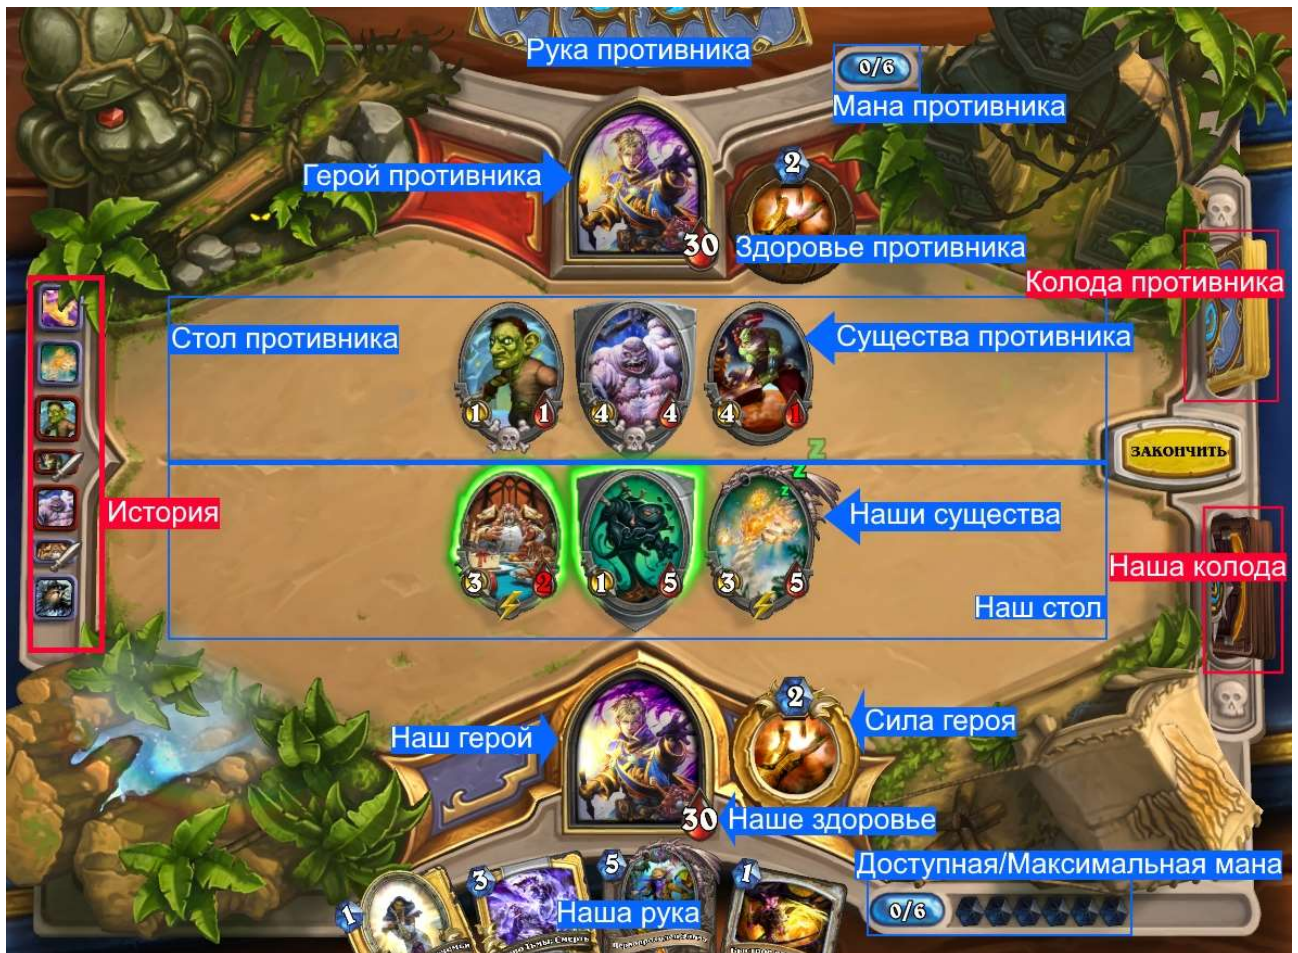 Рука противника
0/6
Мана противника
Герой противника
2
30
Здоровье противника
Колода противника
Стол противника
Существа противника
1 1
4 4
4 1
ЗАКОНЧИТЬ
История
Наши существа
3 2
1 5
3 5
Наша колода
Наш стол
2
Сила героя
Наш герой
30
Наше здоровье
Доступная/Максимальная мана
0/6
1
3
5
1
Наша рука
Смерть